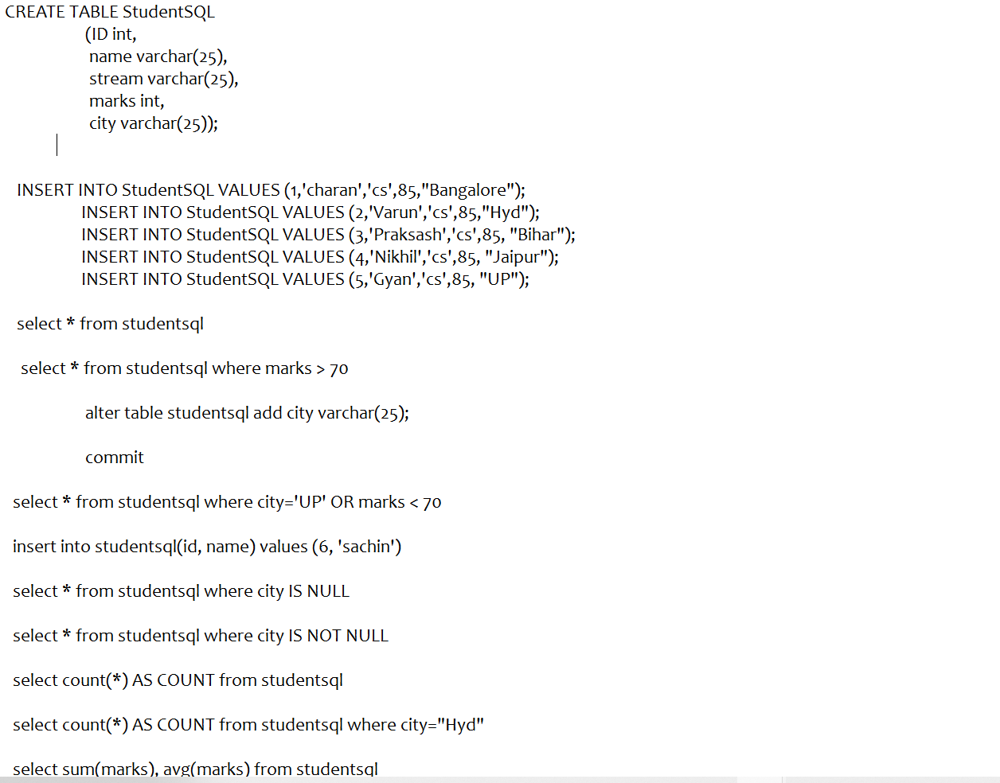 CREATE TABLE StudentSQL
(ID int,
name varchar(25),
stream varchar(25),
marks int,
city varchar(25));
INSERT INTO StudentSQL VALUES (1,'charan','cs',85,"Bangalore");
INSERT INTO StudentSQL VALUES (2,'Varun','cs',85,"Hyd");
INSERT INTO StudentSQL VALUES (3,'Praksash','cs',85, "Bihar");
INSERT INTO StudentSQL VALUES (4,'Nikhil','cs',85, "Jaipur");
INSERT INTO StudentSQL VALUES (5,'Gyan','cs',85, "UP");
select * from studentsql
select * from studentsql where marks > 70
alter table studentsql add city varchar(25);
commit
select * from studentsql where city='UP' OR marks < 70
insert into studentsql(id, name) values (6, 'sachin')
select * from studentsql where city IS NULL
select * from studentsql where city IS NOT NULL
select count(*) AS COUNT from studentsql
select count(*) AS COUNT from studentsql where city="Hyd"
select sum(marks), avg(marks) from studentsql